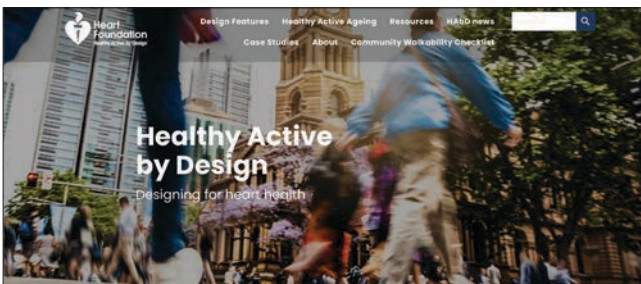 Heart
Foundation
Healthy Active by Design
Design Features Healthy Active Ageing Resources HAbD news
Case Studies About Community Walkability Checklist
Healthy Active
by Design
Designing for heart health